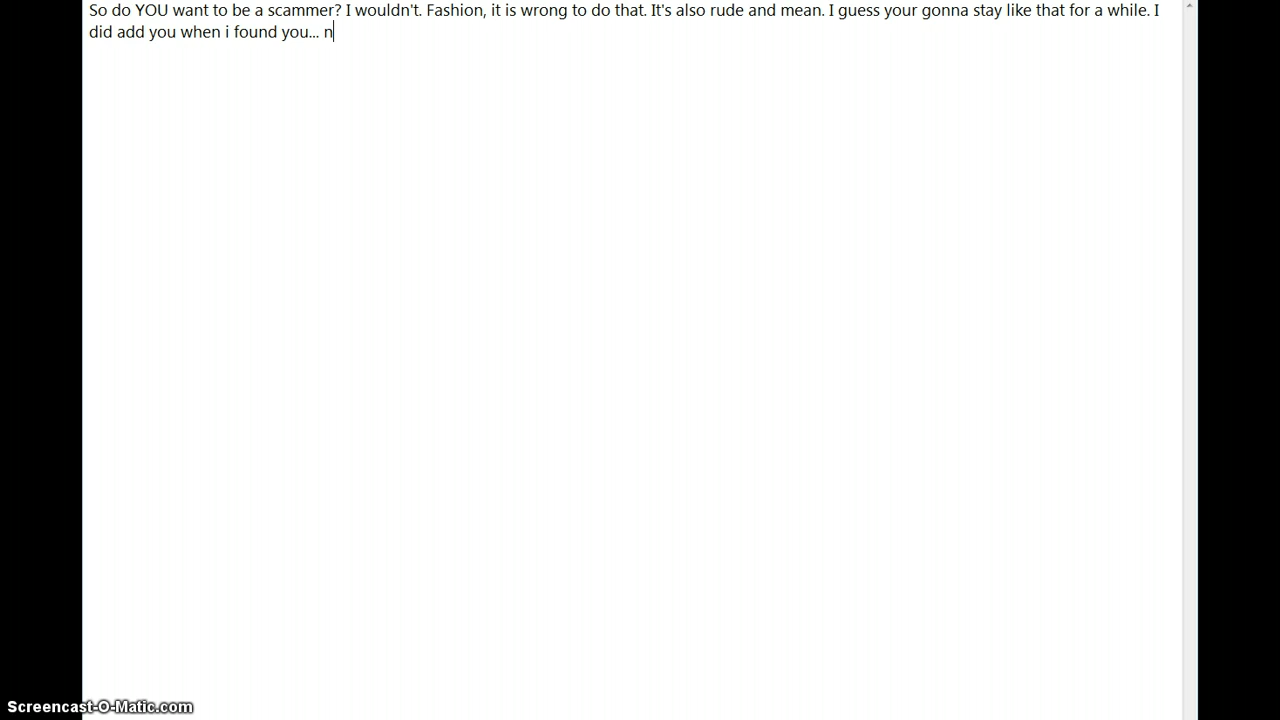 So do YOU want to be a scammer? I wouldn't. Fashion, it is wrong to do that. It's also rude and mean. I guess your gonna stay like that for a while. I
did add you when i found you... n
Screencast-O-Matic.com